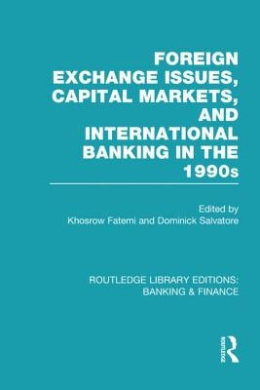 FOREIGN
EXCHANGE ISSUES,
CAPITAL MARKETS,
AND
INTERNATIONAL
BANKING IN THE
1990s
Edited by
Khosrow Fatemi and Dominick Salvatore
ROUTLEDGE LIBRARY EDITIONS:
BANKING & FINANCE
ROUTLEDGE